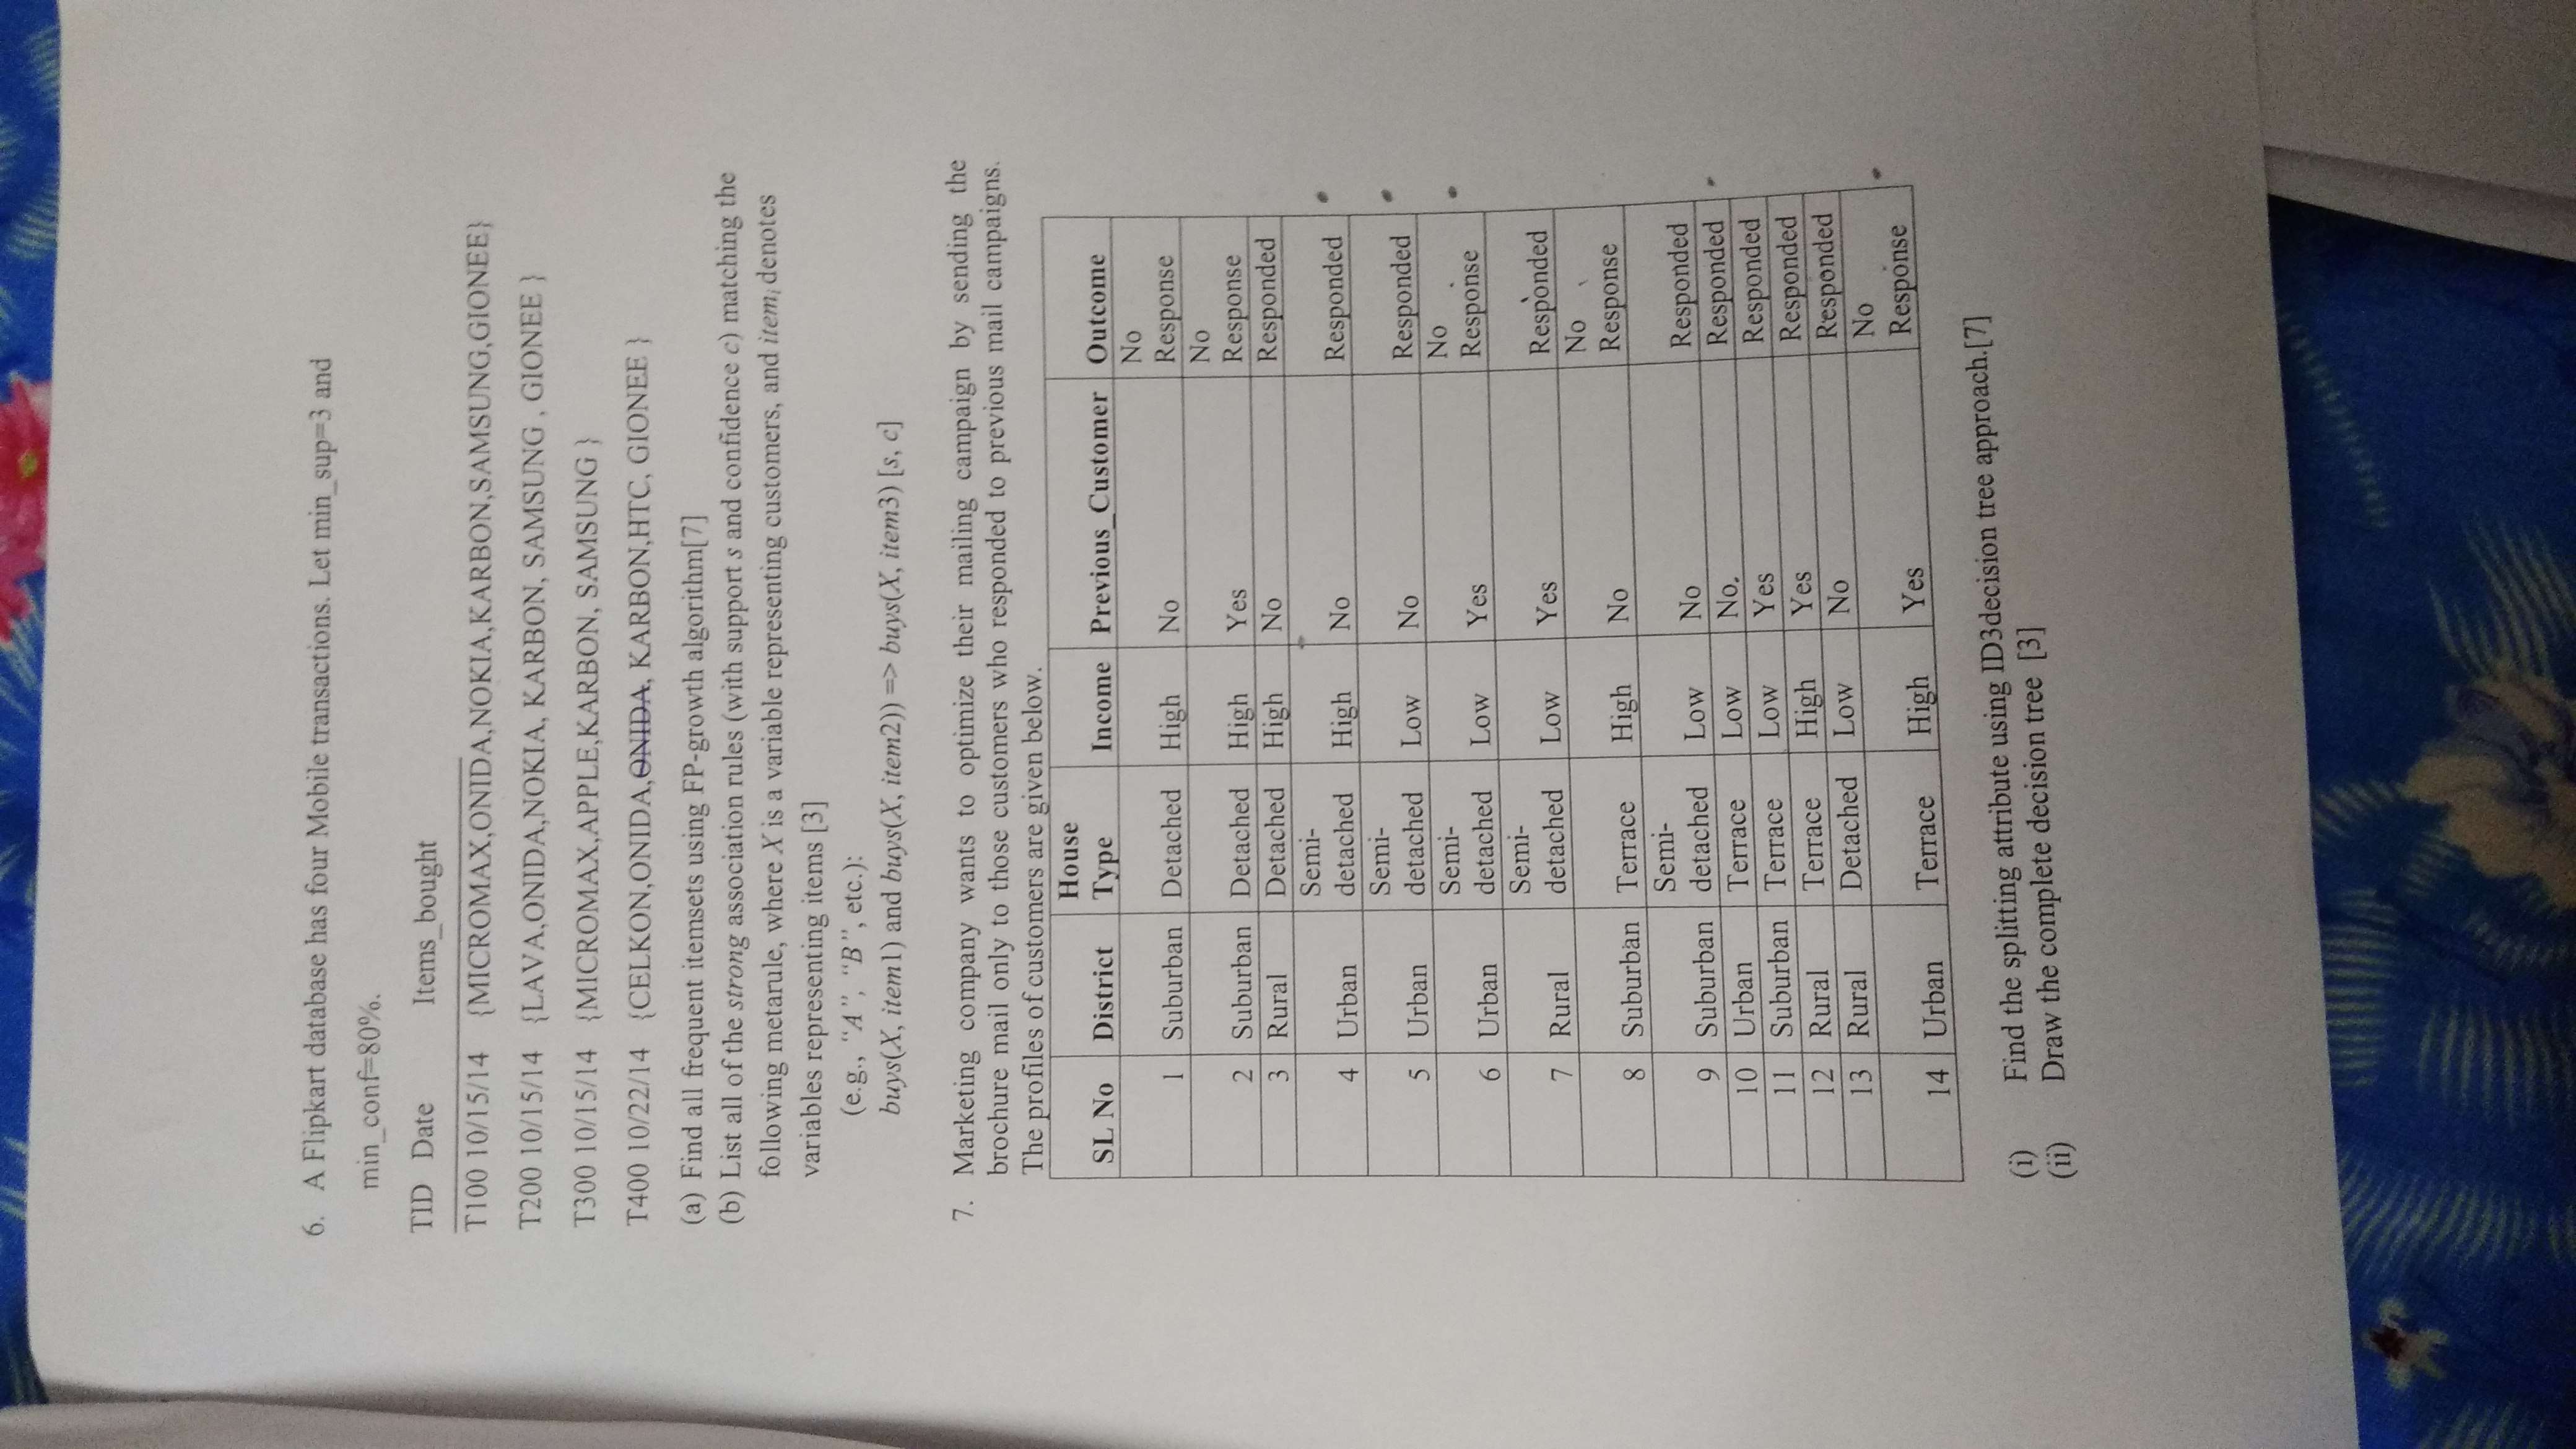 6. A Flipkart database has four Mobile transactions. Let min_sup=3 and
min_conf=80%.
TID Date Items_bought
T100 10/15/14 {MICROMAX,ONIDA,NOKIA,KARBON,SAMSUNG,GIONEE}
T200 10/15/14 {LAVA,ONIDA,NOKIA, KARBON, SAMSUNG , GIONEE }
T300 10/15/14 {MICROMAX,APPLE,KARBON, SAMSUNG }
T400 10/22/14 {CELKON,ONIDA,ONIDA, KARBON,HTC, GIONEE }
(a) Find all frequent itemsets using FP-growth algorithm[7]
(b) List all of the strong association rules (with support s and confidence c) matching the
following metarule, where X is a variable representing customers, and itemi denotes
variables representing items [3]
(e.g., “A”, “B”, etc.):
buys(X, item1) and buys(X, item2)) => buys(X, item3) [s, c]
7. Marketing company wants to optimize their mailing campaign by sending the
brochure mail only to those customers who responded to previous mail campaigns.
The profiles of customers are given below.
SL No District House Type Income Previous_Customer Outcome
1 Suburban Detached High No No Response
2 Suburban Detached High Yes No Response
3 Rural Detached High No Responded
4 Urban Semi-detached High No Responded
5 Urban Semi-detached Low No Responded
6 Urban Semi-detached Low Yes No Response
7 Rural Semi-detached Low Yes Responded
8 Suburban Terrace High No No Response
9 Suburban Semi-detached Low No Responded
10 Urban Terrace Low No. Responded
11 Suburban Terrace Low Yes Responded
12 Rural Terrace High Yes Responded
13 Rural Detached Low No Responded
14 Urban Terrace High Yes No Response
(i) Find the splitting attribute using ID3decision tree approach.[7]
(ii) Draw the complete decision tree [3]